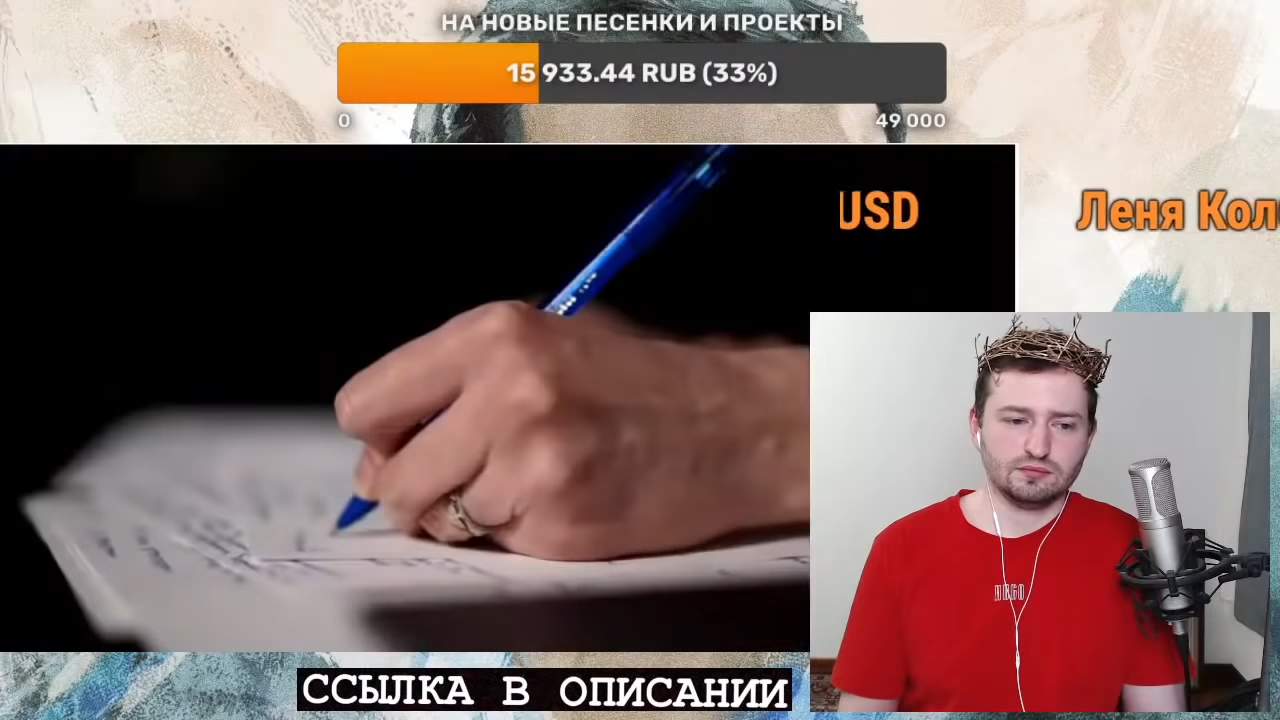 НА НОВЫЕ ПЕСЕНКИ И ПРОЕКТЫ
15 933.44 RUB (33%)
0
49 000
USD
Леня Кол
ССЫЛКА В ОПИСАНИИ